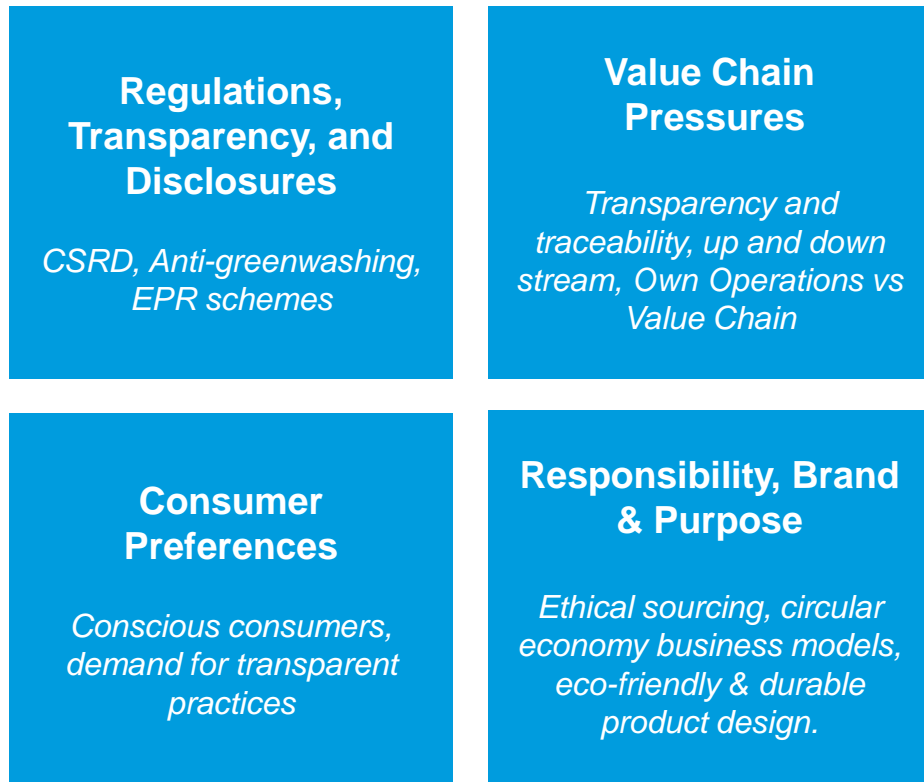 Regulations,
Transparency, and
Disclosures
CSRD, Anti-greenwashing,
EPR schemes
Value Chain
Pressures
Transparency and
traceability, up and down
stream, Own Operations vs
Value Chain
Consumer
Preferences
Conscious consumers,
demand for transparent
practices
Responsibility, Brand
& Purpose
Ethical sourcing, circular
economy business models,
eco-friendly & durable
product design.